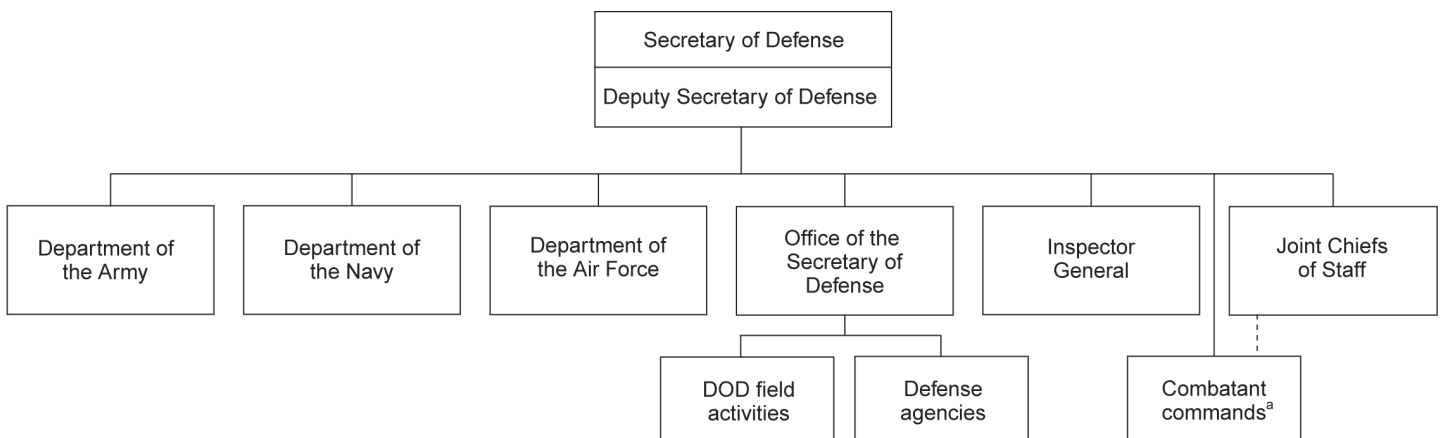 Secretary of Defense
Deputy Secretary of Defense
Department of
the Army
Department of
the Navy
Department of
the Air Force
Office of the
Secretary of
Defense
Inspector
General
Joint Chiefs
of Staff
DOD field
activities
Defense
agencies
Combatant
commandsᵃ